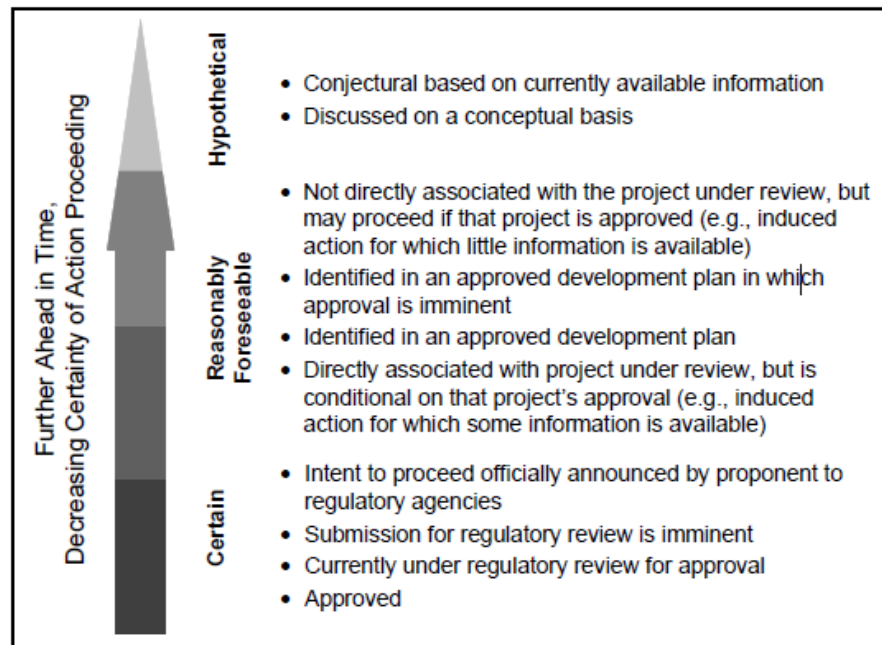 Further Ahead in Time,
Decreasing Certainty of Action Proceeding
Hypothetical
• Conjectural based on currently available information
• Discussed on a conceptual basis
Reasonably
Foreseeable
• Not directly associated with the project under review, but
may proceed if that project is approved (e.g., induced
action for which little information is available)
• Identified in an approved development plan in which
approval is imminent
• Identified in an approved development plan
• Directly associated with project under review, but is
conditional on that project's approval (e.g., induced
action for which some information is available)
Certain
• Intent to proceed officially announced by proponent to
regulatory agencies
• Submission for regulatory review is imminent
• Currently under regulatory review for approval
• Approved